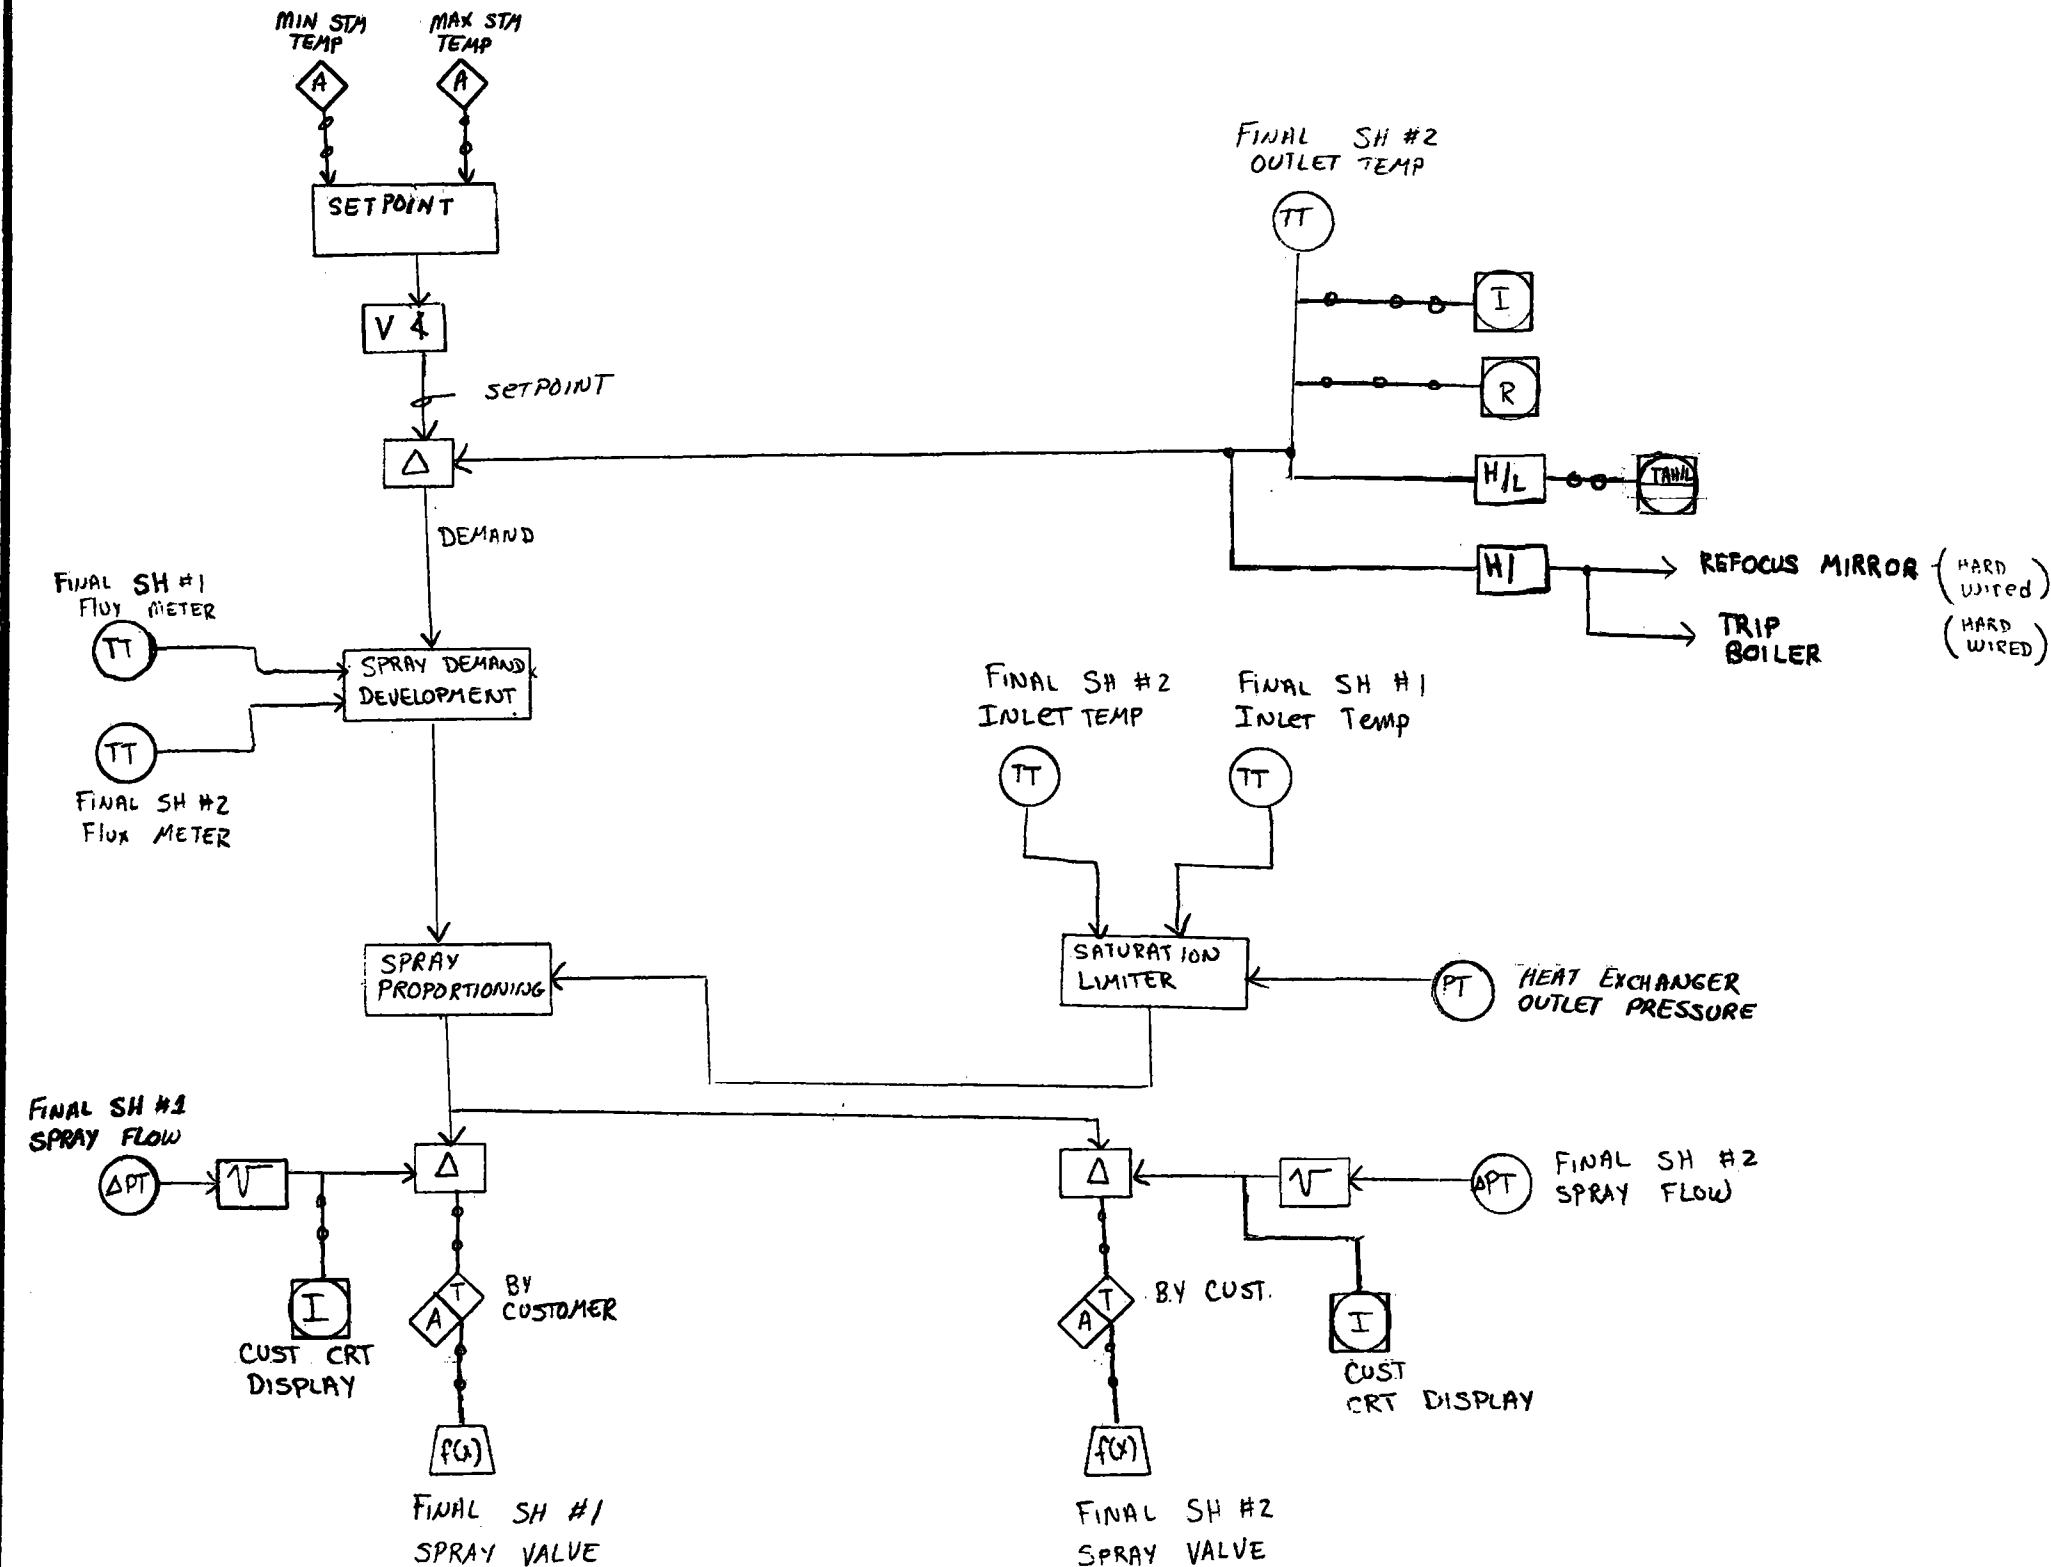 MIN STM
TEMP
MAX STM
TEMP
A
A
SETPOINT
V ∢
SETPOINT
Δ
DEMAND
FINAL SH #2
OUTLET TEMP
TT
I
R
H/L
TAH/L
H/
REFOCUS MIRROR
(HARD
WIRED)
TRIP
BOILER
(HARD
WIRED)
FINAL SH #1
FLUX METER
TT
SPRAY DEMAND
DEVELOPMENT
TT
FINAL SH #2
FLUX METER
FINAL SH #2
INLET TEMP
FINAL SH #1
INLET TEMP
TT
TT
SPRAY
PROPORTIONING
SATURATION
LIMITER
PT
HEAT EXCHANGER
OUTLET PRESSURE
FINAL SH #1
SPRAY FLOW
ΔPT
√
Δ
Δ
√
ΔPT
FINAL SH #2
SPRAY FLOW
I
CUST CRT
DISPLAY
T
A
BY
CUSTOMER
T
A
BY CUST.
I
CUST
CRT DISPLAY
f(x)
FINAL SH #1
SPRAY VALVE
f(x)
FINAL SH #2
SPRAY VALVE